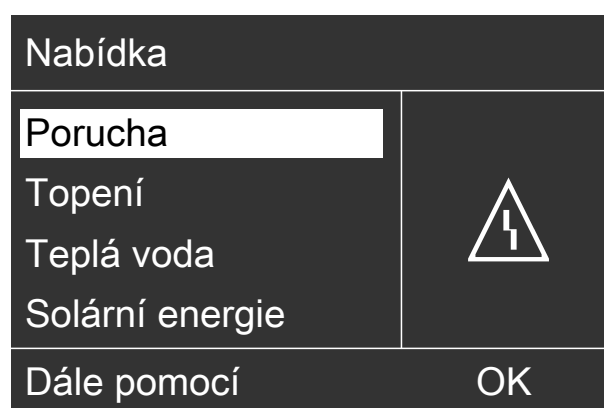 Nabídka
Porucha
Topení
Teplá voda
Solární energie
Dále pomocí OK